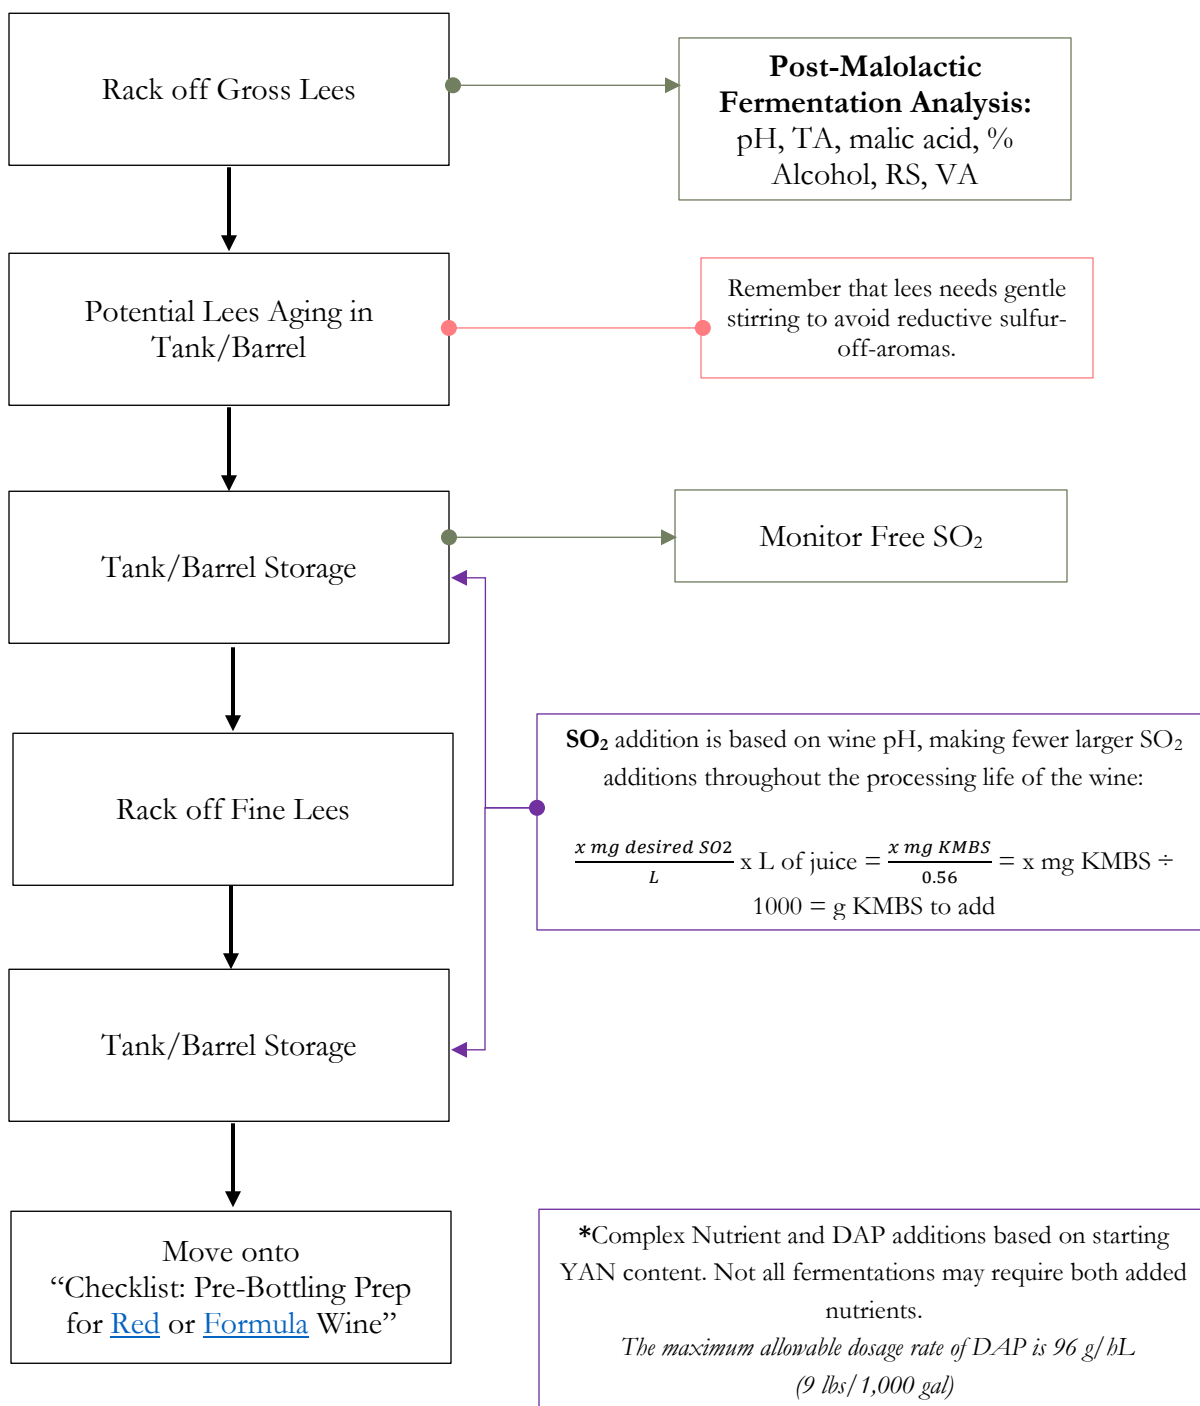 Rack off Gross Lees
Post-Malolactic
Fermentation Analysis:
pH, TA, malic acid, %
Alcohol, RS, VA
Potential Lees Aging in
Tank/Barrel
Remember that lees needs gentle
stirring to avoid reductive sulfur-
off-aromas.
Tank/Barrel Storage
Monitor Free SO₂
Rack off Fine Lees
SO₂ addition is based on wine pH, making fewer larger SO₂
additions throughout the processing life of the wine:
x mg desired SO2 / L x L of juice = x mg KMBS / 0.56 = x mg KMBS ÷
1000 = g KMBS to add
Tank/Barrel Storage
Move onto
“Checklist: Pre-Bottling Prep
for Red or Formula Wine”
*Complex Nutrient and DAP additions based on starting
YAN content. Not all fermentations may require both added
nutrients.
The maximum allowable dosage rate of DAP is 96 g/hL
(9 lbs/1,000 gal)